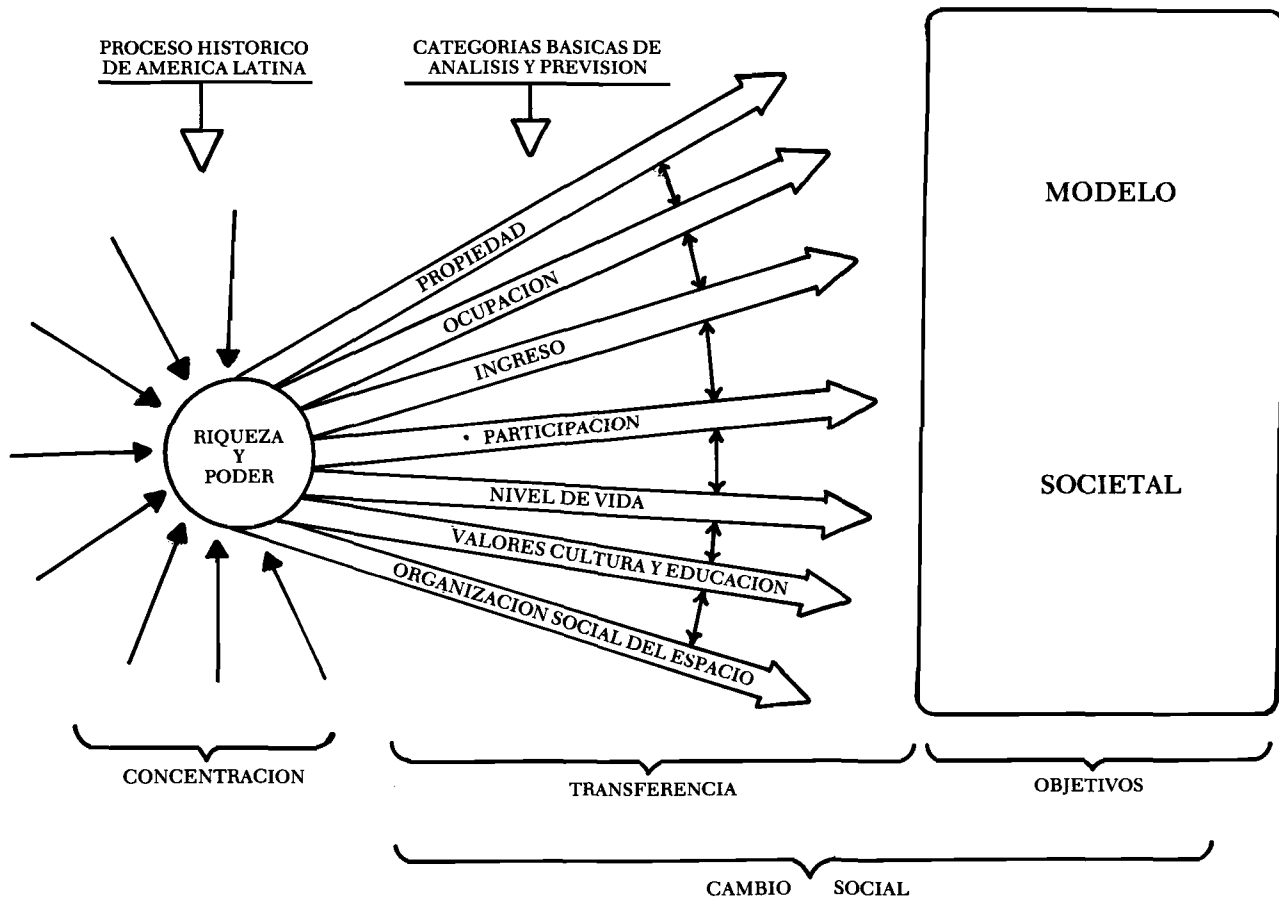 PROCESO HISTÓRICO
DE AMERICA LATINA
CATEGORIAS BASICAS DE
ANALISIS Y PREVISION
PROPIEDAD
OCUPACION
INGRESO
PARTICIPACION
NIVEL DE VIDA
VALORES CULTURA Y EDUCACION
ORGANIZACION SOCIAL DEL ESPACIO
RIQUEZA
Y
PODER
MODELO
SOCIETAL
CONCENTRACION
TRANSFERENCIA
OBJETIVOS
CAMBIO SOCIAL